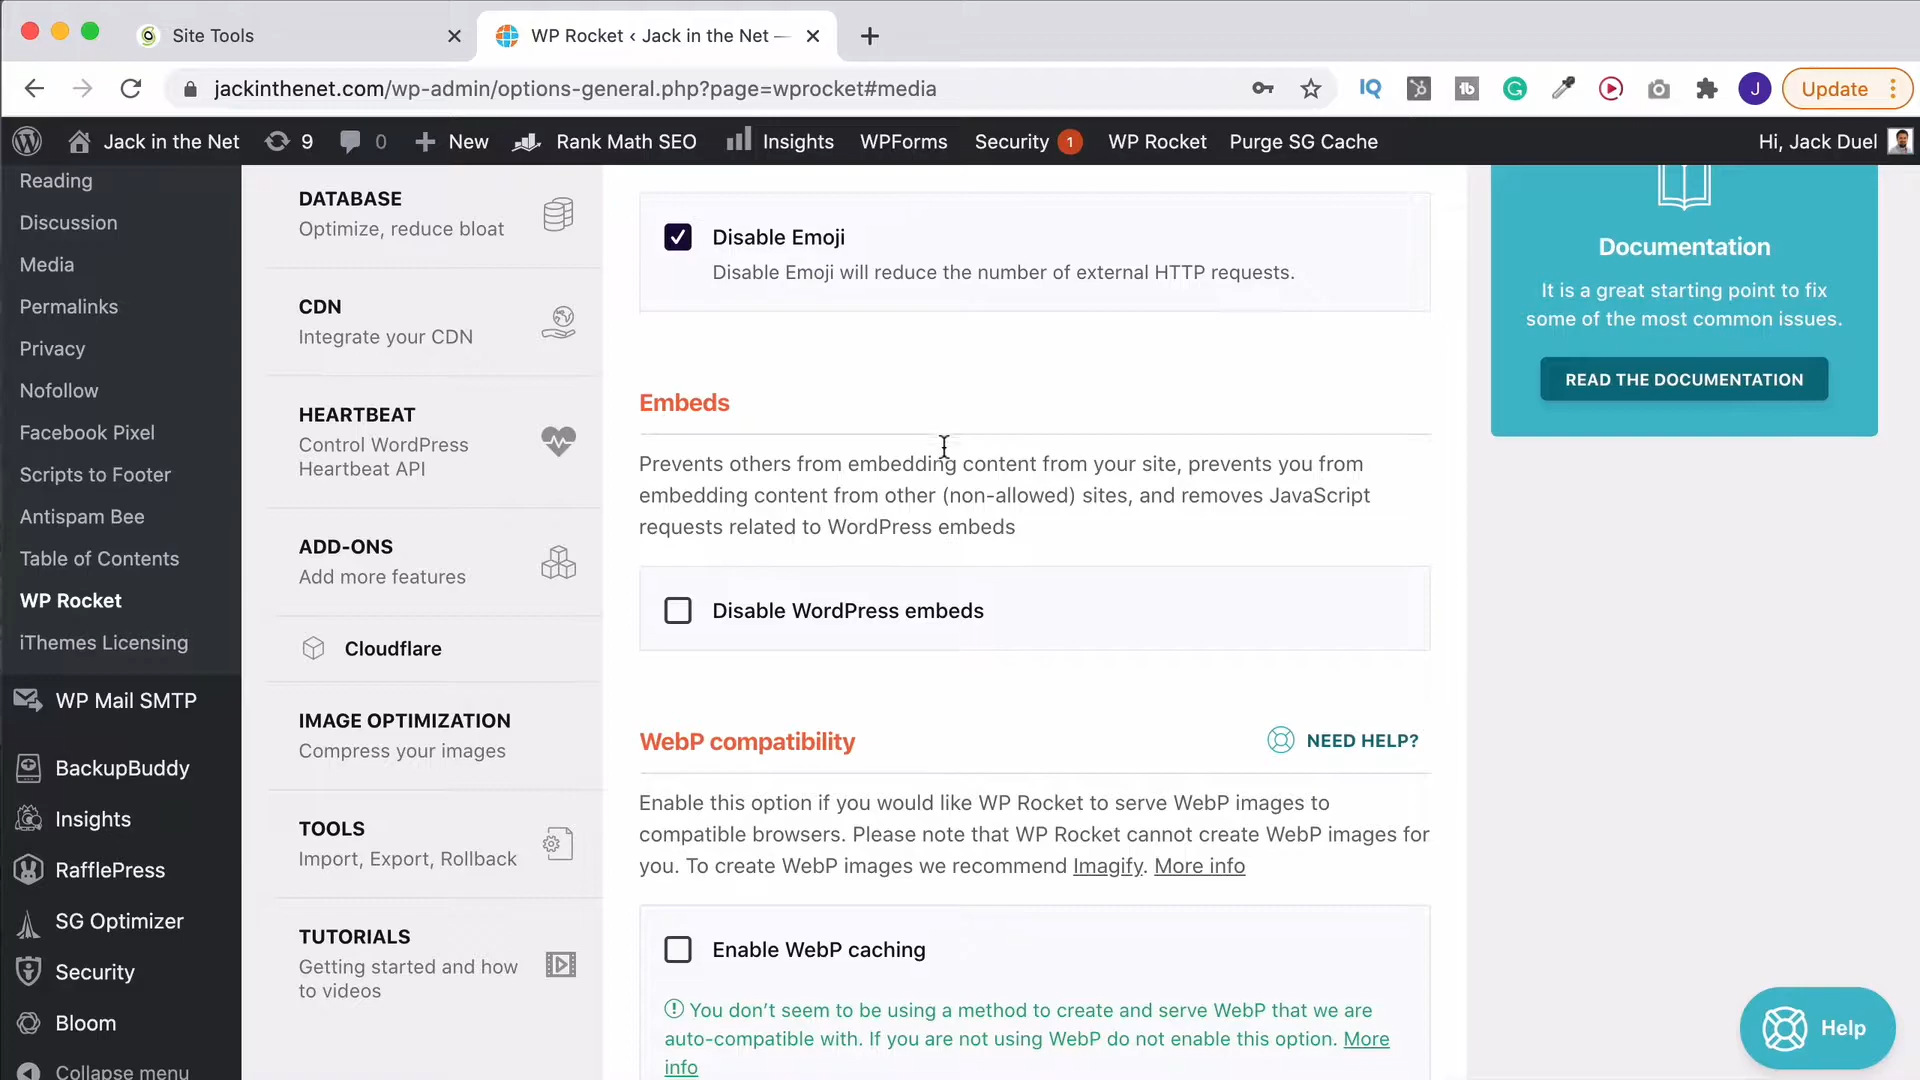 Site Tools
WP Rocket ‹ Jack in the Net —
jackinthenet.com/wp-admin/options-general.php?page=wprocket#media
IQ
tb
G
J
Update
Jack in the Net
9
0
New
Rank Math SEO
Insights
WPForms
Security 1
WP Rocket
Purge SG Cache
Hi, Jack Duel
Reading
Discussion
Media
Permalinks
Privacy
Nofollow
Facebook Pixel
Scripts to Footer
Antispam Bee
Table of Contents
WP Rocket
iThemes Licensing
WP Mail SMTP
BackupBuddy
Insights
RafflePress
SG Optimizer
Security
Bloom
Collapse menu
DATABASE
Optimize, reduce bloat
CDN
Integrate your CDN
HEARTBEAT
Control WordPress
Heartbeat API
ADD-ONS
Add more features
Cloudflare
IMAGE OPTIMIZATION
Compress your images
TOOLS
Import, Export, Rollback
TUTORIALS
Getting started and how
to videos
Disable Emoji
Disable Emoji will reduce the number of external HTTP requests.
Embeds
Prevents others from embedding content from your site, prevents you from
embedding content from other (non-allowed) sites, and removes JavaScript
requests related to WordPress embeds
Disable WordPress embeds
WebP compatibility
NEED HELP?
Enable this option if you would like WP Rocket to serve WebP images to
compatible browsers. Please note that WP Rocket cannot create WebP images for
you. To create WebP images we recommend Imagify. More info
Enable WebP caching
You don’t seem to be using a method to create and serve WebP that we are
auto-compatible with. If you are not using WebP do not enable this option. More
info
Documentation
It is a great starting point to fix
some of the most common issues.
READ THE DOCUMENTATION
Help